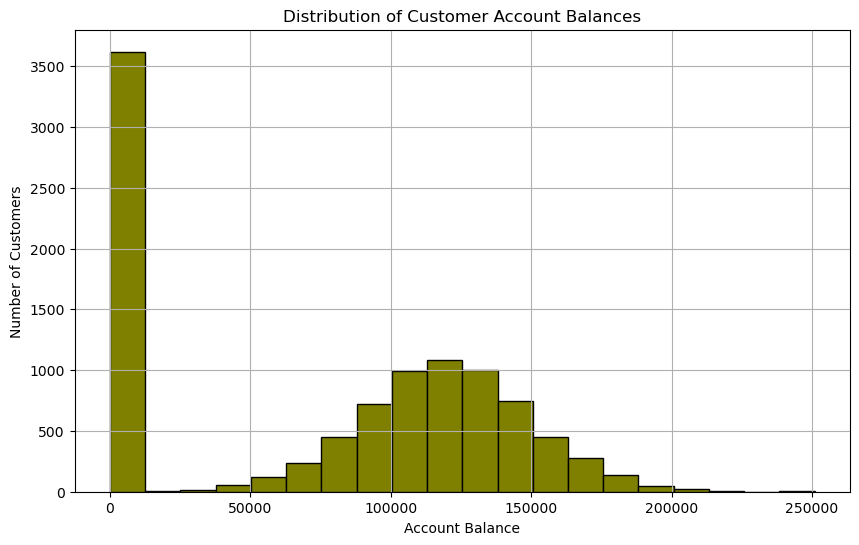 Distribution of Customer Account Balances
3500
3000
2500
2000
1500
1000
500
0
Number of Customers
0 50000 100000 150000 200000 250000
Account Balance